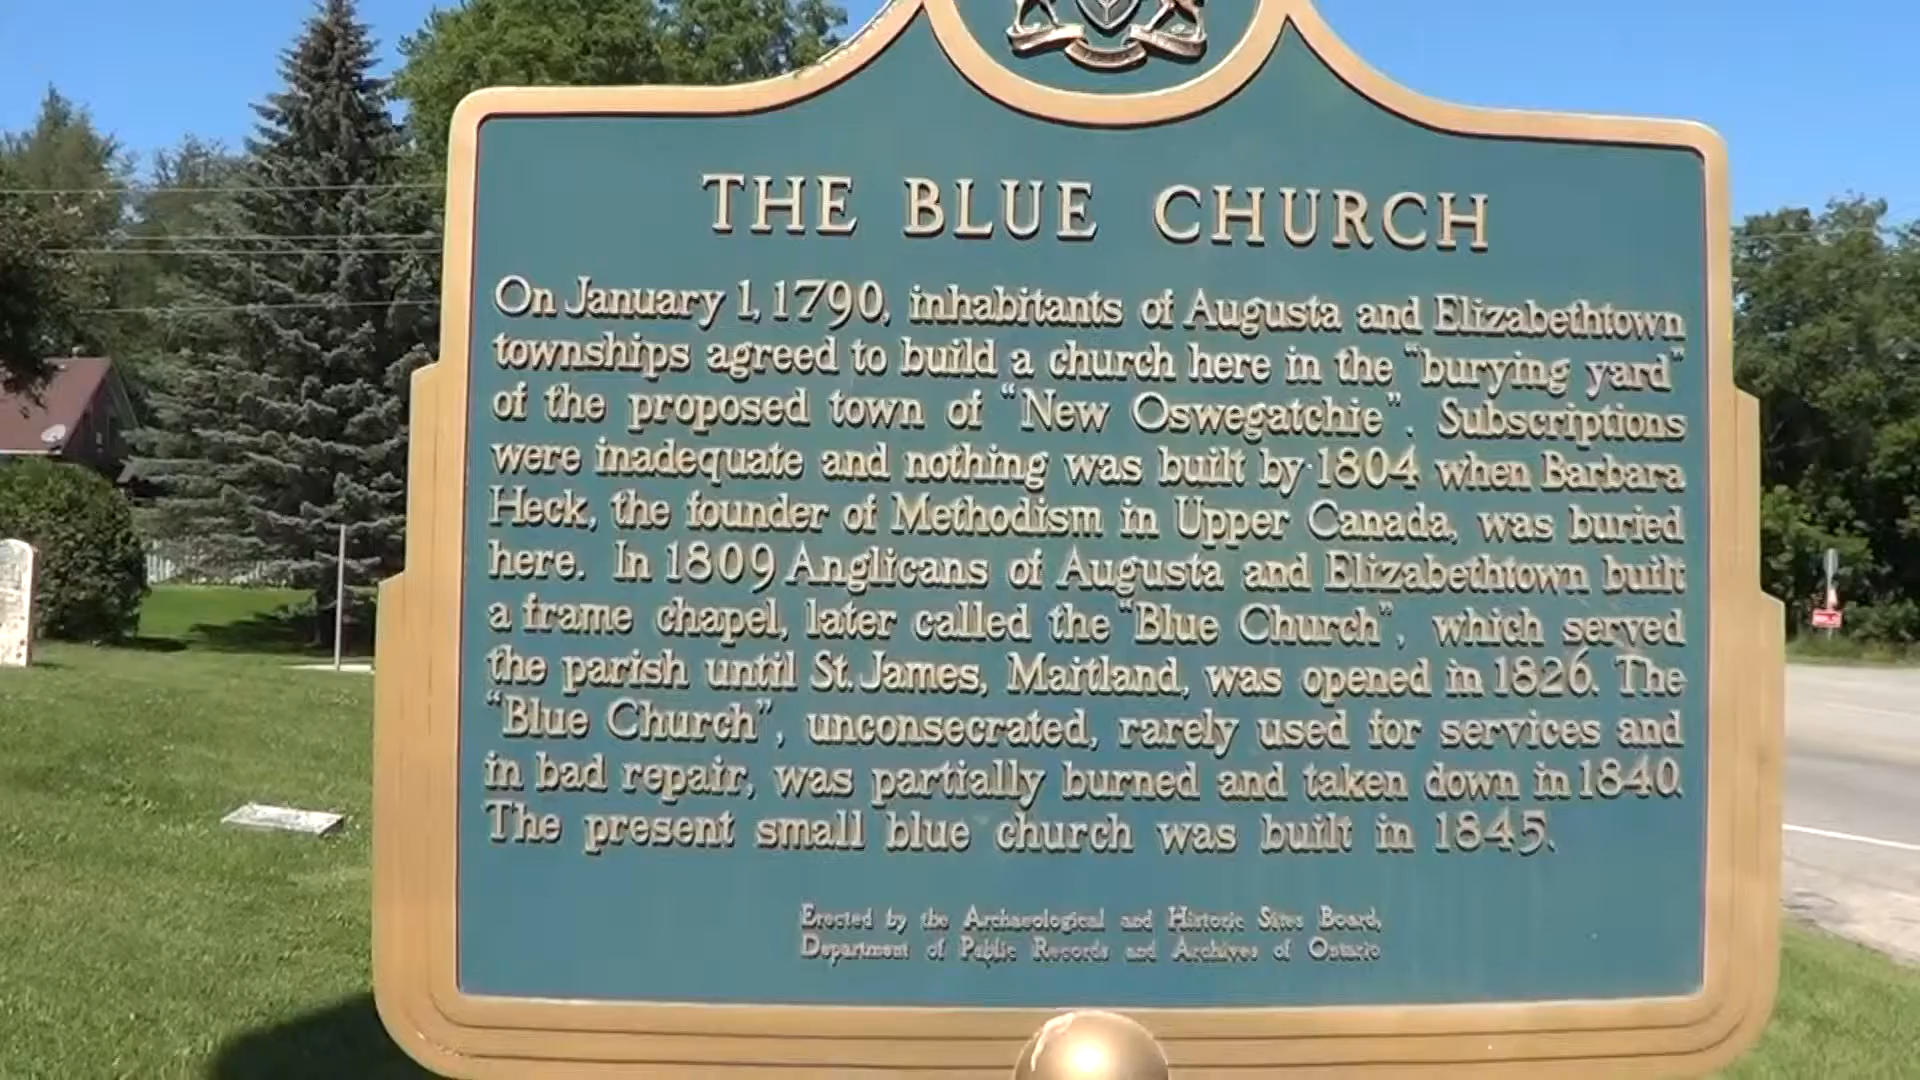 THE BLUE CHURCH
On January 1, 1790, inhabitants of Augusta and Elizabethtown
townships agreed to build a church here in the "burying yard"
of the proposed town of "New Oswegatchie". Subscriptions
were inadequate and nothing was built by 1804 when Barbara
Heck, the founder of Methodism in Upper Canada, was buried
here. In 1809 Anglicans of Augusta and Elizabethtown built
a frame chapel, later called the "Blue Church", which served
the parish until St. James, Maitland, was opened in 1826. The
"Blue Church", unconsecrated, rarely used for services and
in bad repair, was partially burned and taken down in 1840.
The present small blue church was built in 1845.
Erected by the Archaeological and Historic Sites Board,
Department of Public Records and Archives of Ontario